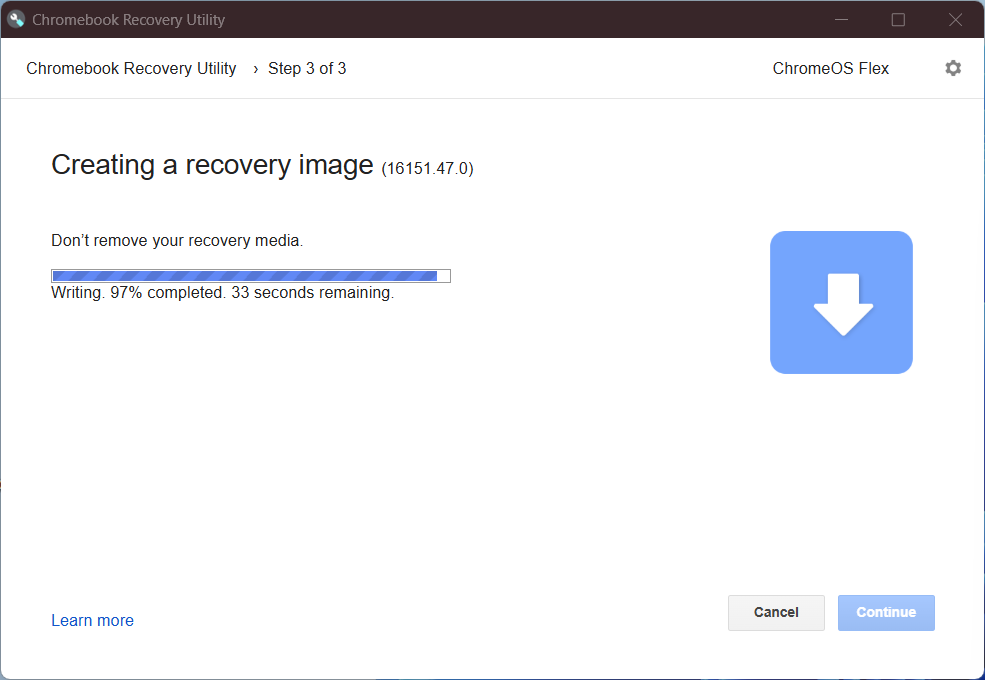 Chromebook Recovery Utility
Chromebook Recovery Utility › Step 3 of 3 ChromeOS Flex
Creating a recovery image (16151.47.0)
Don’t remove your recovery media.
Writing. 97% completed. 33 seconds remaining.
Learn more Cancel Continue